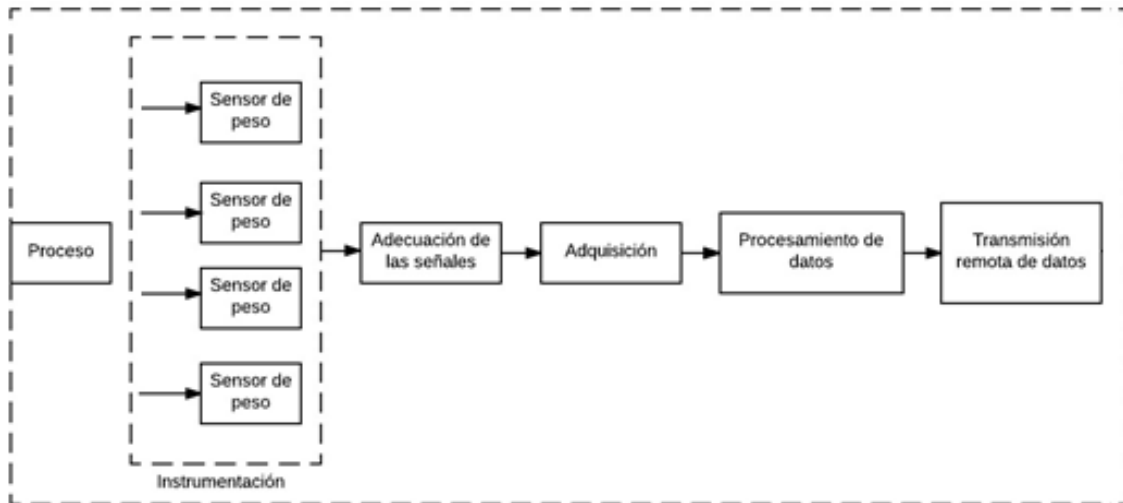 Proceso
Sensor de
peso
Sensor de
peso
Sensor de
peso
Sensor de
peso
Instrumentación
Adecuación de
las señales
Adquisición
Procesamiento de
datos
Transmisión
remota de datos